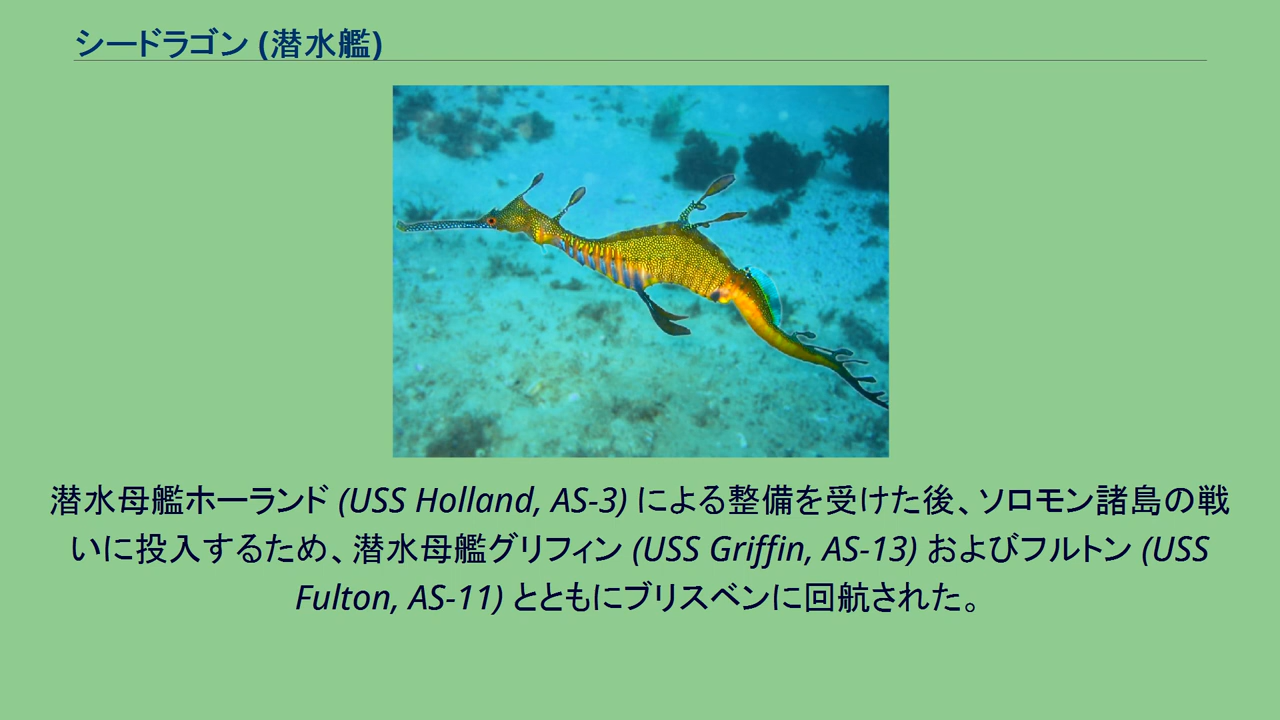 シードラゴン (潜水艦)
潜水母艦ホーランド (USS Holland, AS-3) による整備を受けた後、ソロモン諸島の戦
いに投入するため、潜水母艦グリフィン (USS Griffin, AS-13) およびフルトン (USS
Fulton, AS-11) とともにブリスベンに回航された。